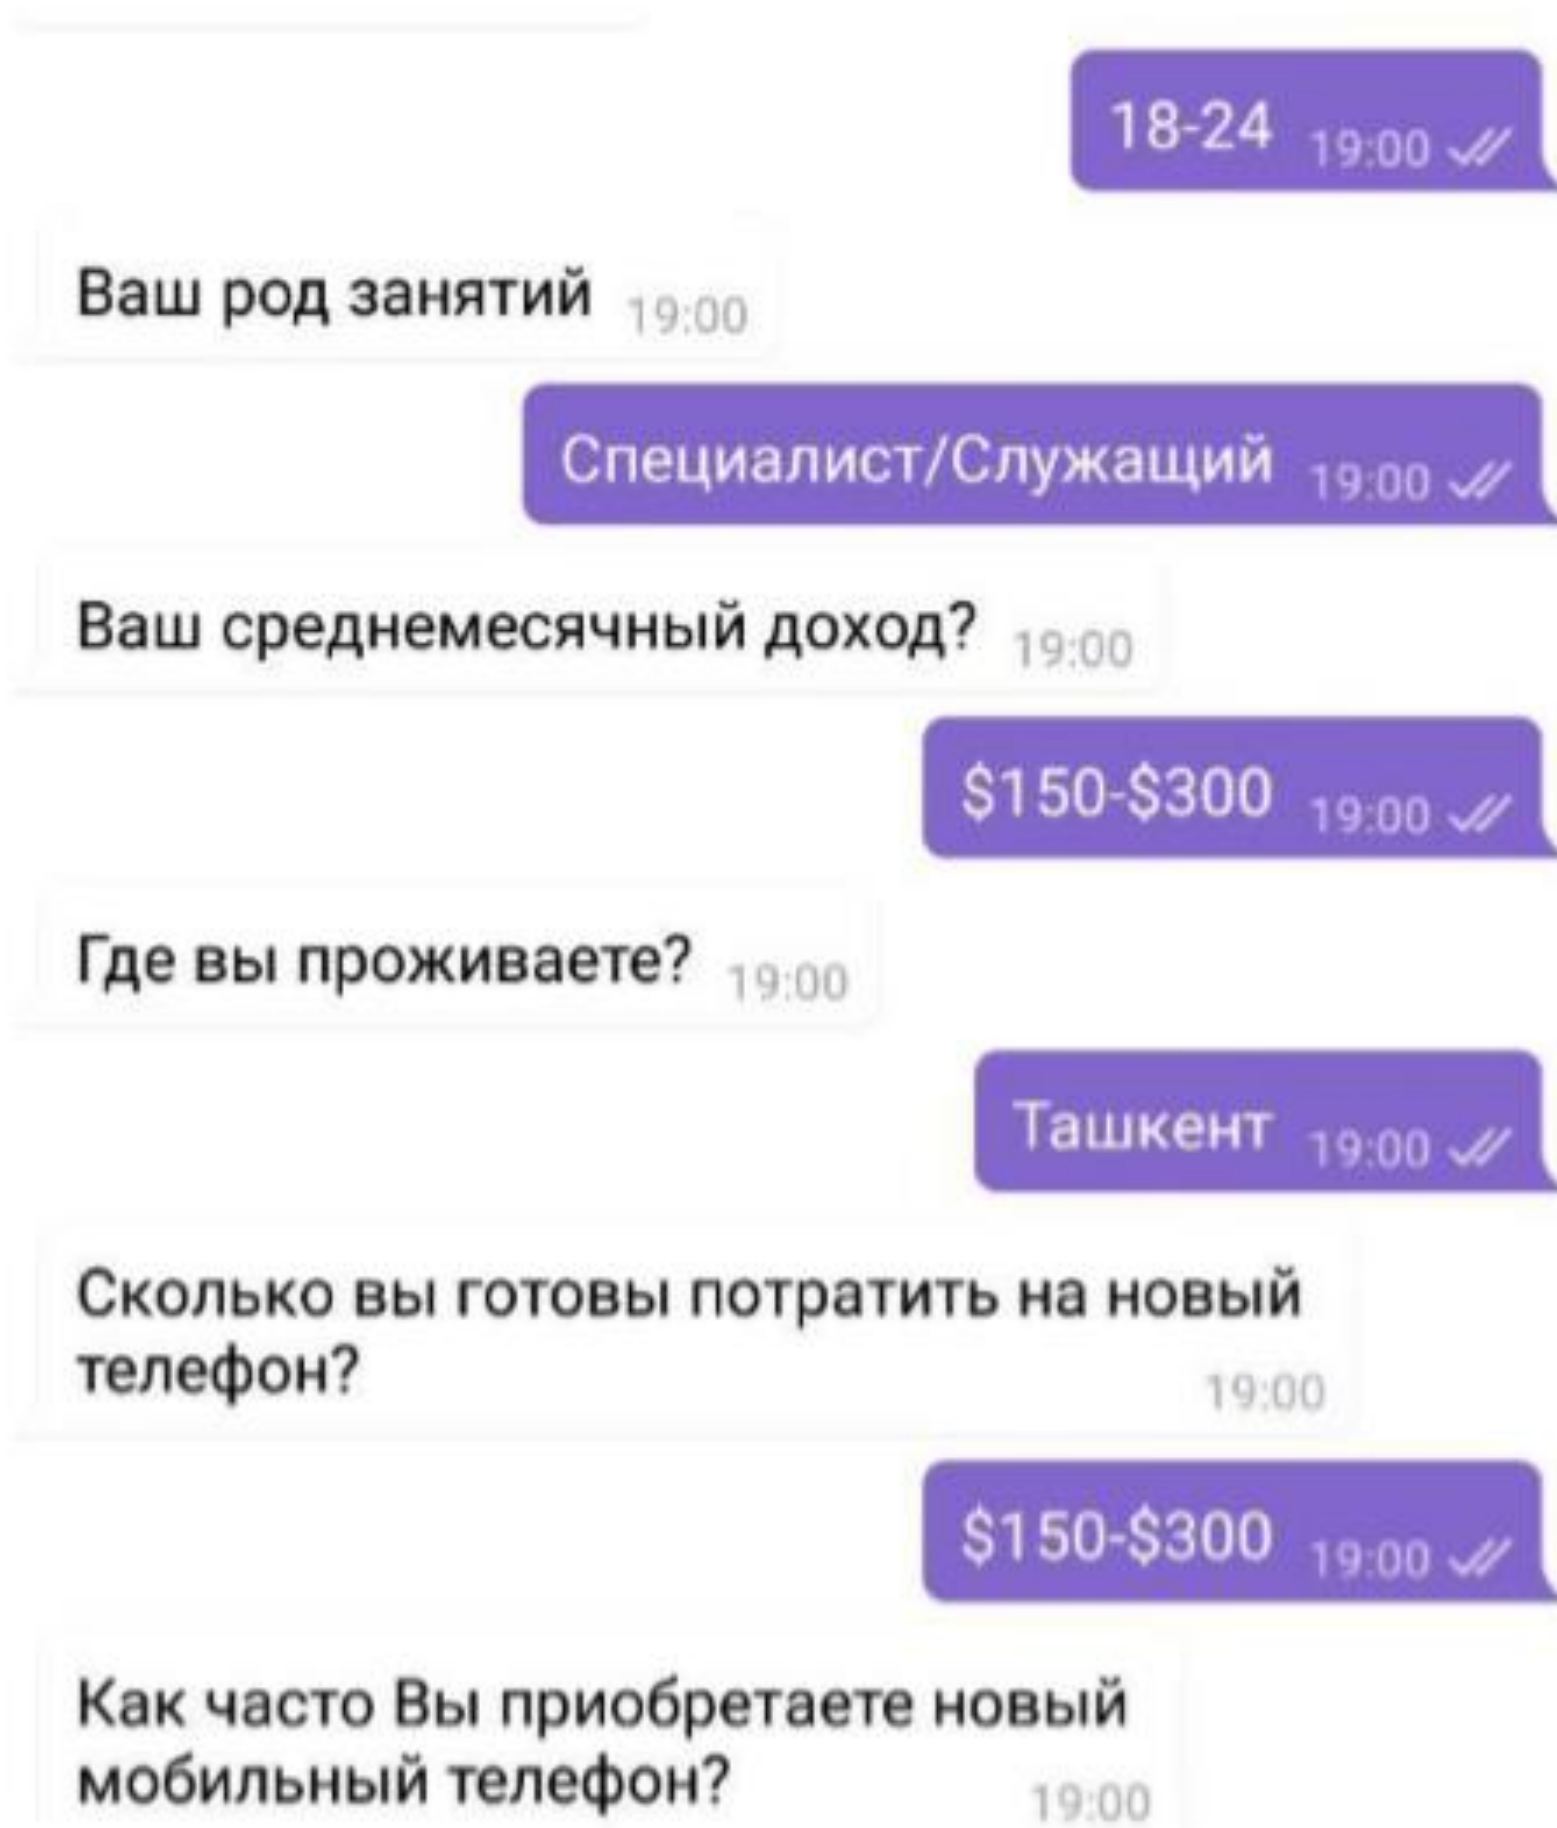 18-24 19:00
Ваш род занятий 19:00
Специалист/Служащий 19:00
Ваш среднемесячный доход? 19:00
$150-$300 19:00
Где вы проживаете? 19:00
Ташкент 19:00
Сколько вы готовы потратить на новый
телефон? 19:00
$150-$300 19:00
Как часто Вы приобретаете новый
мобильный телефон? 19:00